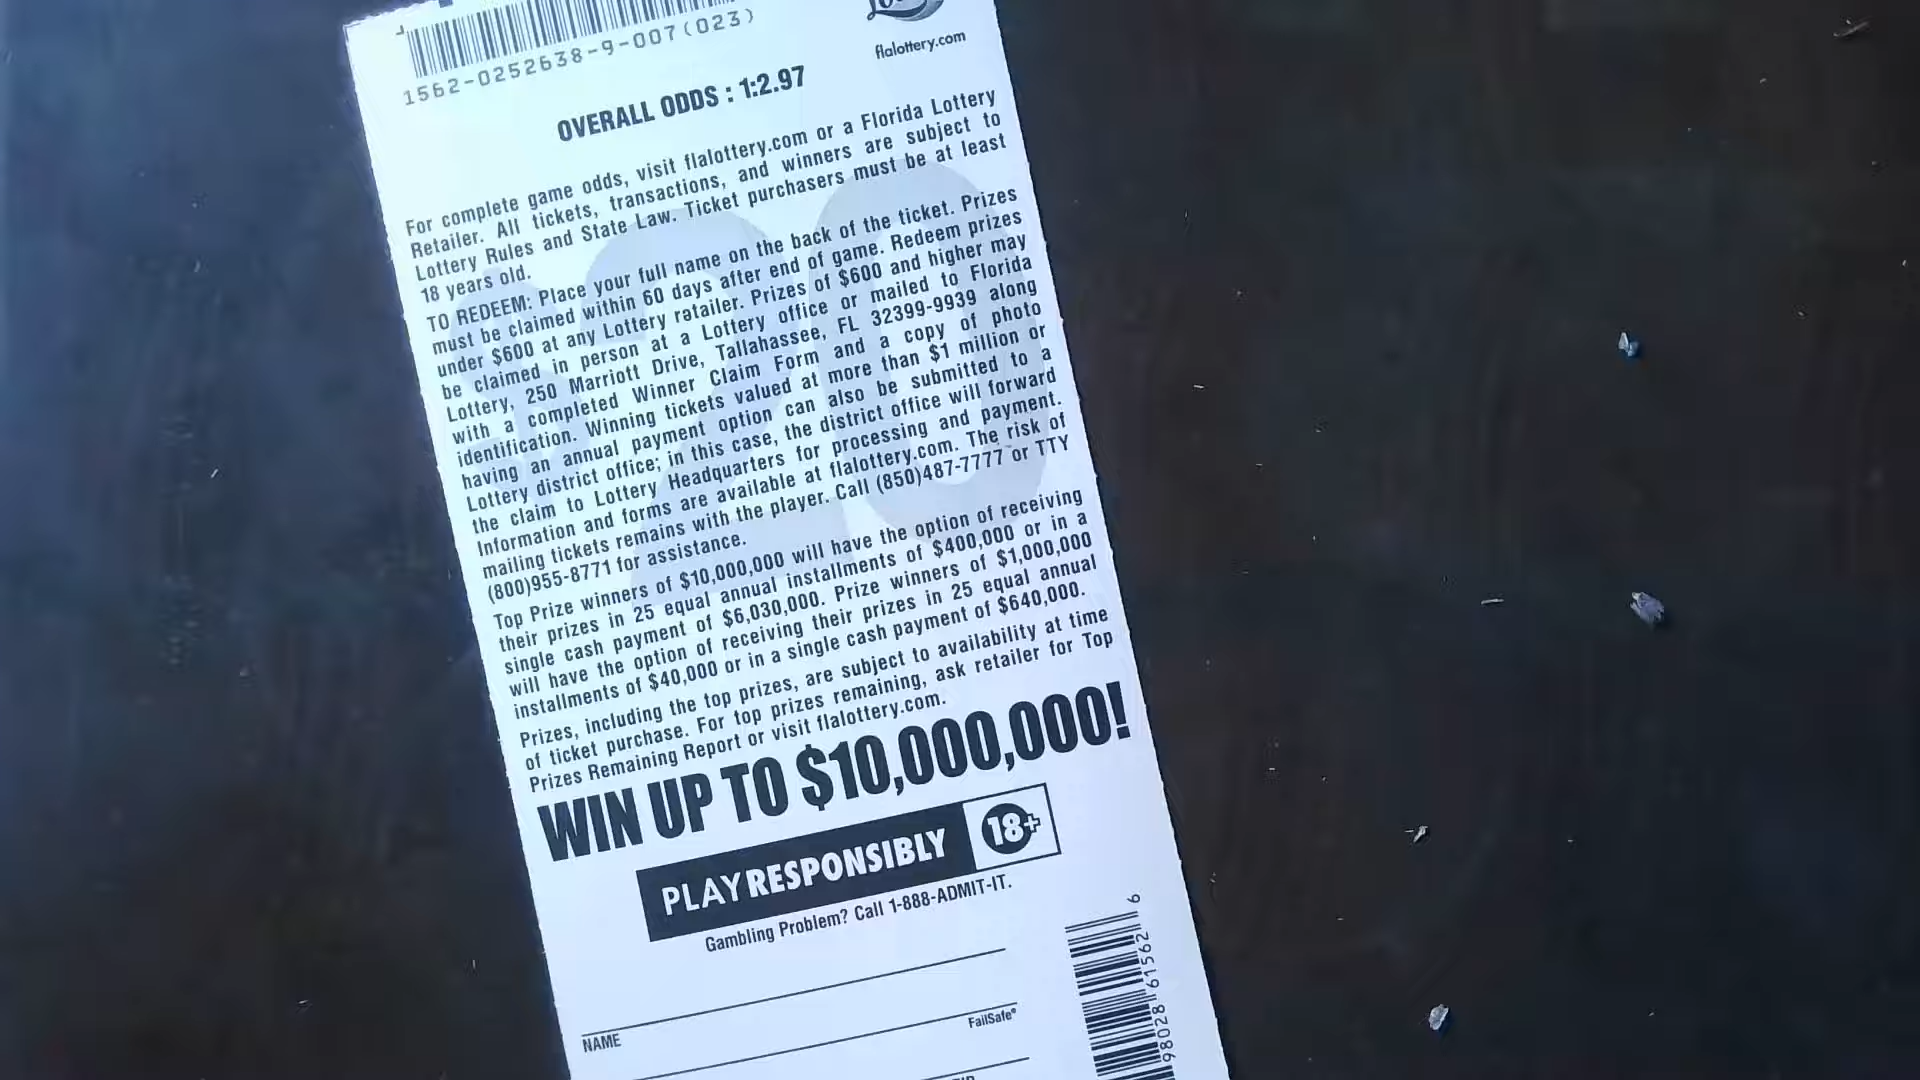 flalottery.com
1562-0252638-9-007(023)
OVERALL ODDS : 1:2.97
For complete game odds, visit flalottery.com or a Florida Lottery
Retailer. All tickets, transactions, and winners are subject to
Lottery Rules and State Law. Ticket purchasers must be at least
18 years old.
TO REDEEM: Place your full name on the back of the ticket. Prizes
must be claimed within 60 days after end of game. Redeem prizes
under $600 at any Lottery ratailer. Prizes of $600 and higher may
be claimed in person at a Lottery office or mailed to Florida
Lottery, 250 Marriott Drive, Tallahassee, FL 32399-9939 along
with a completed Winner Claim Form and a copy of photo
identification. Winning tickets valued at more than $1 million or
having an annual payment option can also be submitted to a
Lottery district office; in this case, the district office will forward
the claim to Lottery Headquarters for processing and payment.
Information and forms are available at flalottery.com. The risk of
mailing tickets remains with the player. Call (850)487-7777 or TTY
(800)955-8771 for assistance.
Top Prize winners of $10,000,000 will have the option of receiving
their prizes in 25 equal annual installments of $400,000 or in a
single cash payment of $6,030,000. Prize winners of $1,000,000
will have the option of receiving their prizes in 25 equal annual
installments of $40,000 or in a single cash payment of $640,000.
Prizes, including the top prizes, are subject to availability at time
of ticket purchase. For top prizes remaining, ask retailer for Top
Prizes Remaining Report or visit flalottery.com.
$20
WIN UP TO $10,000,000!
PLAY RESPONSIBLY 18+
Gambling Problem? Call 1-888-ADMIT-IT.
NAME
FailSafe®
98028 61562 6